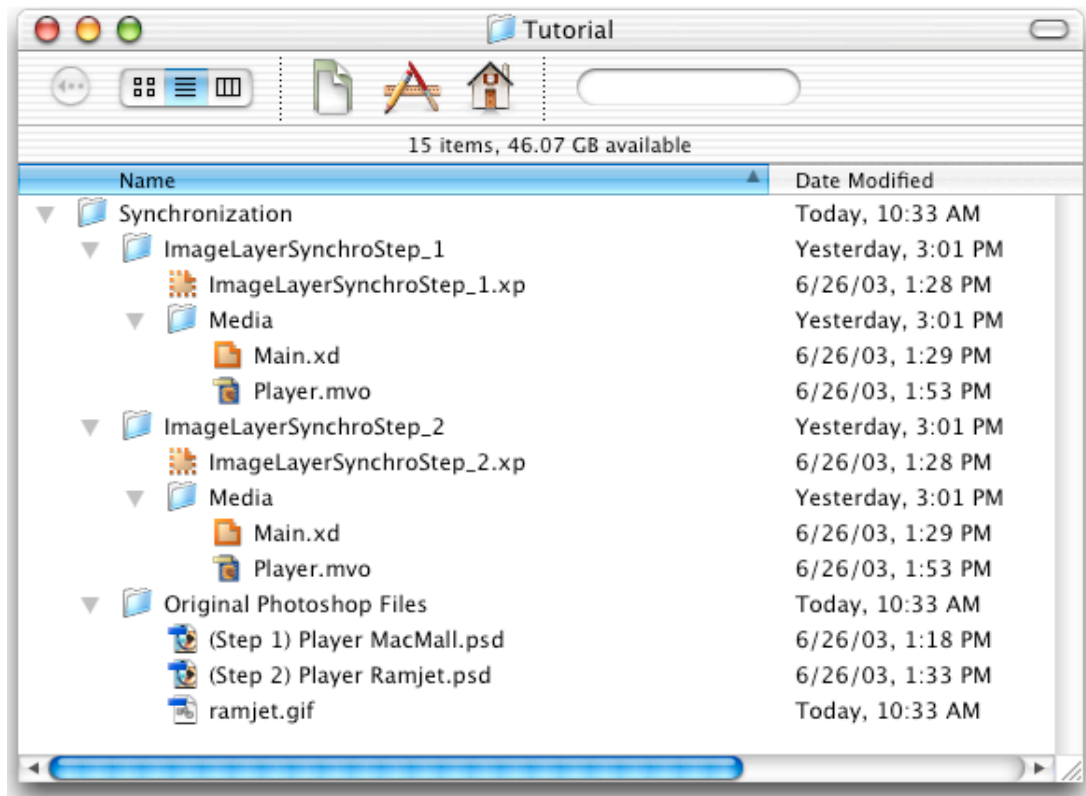 Tutorial
15 items, 46.07 GB available
Name Date Modified
Synchronization Today, 10:33 AM
ImageLayerSynchroStep_1 Yesterday, 3:01 PM
ImageLayerSynchroStep_1.xp 6/26/03, 1:28 PM
Media Yesterday, 3:01 PM
Main.xd 6/26/03, 1:29 PM
Player.mvo 6/26/03, 1:53 PM
ImageLayerSynchroStep_2 Yesterday, 3:01 PM
ImageLayerSynchroStep_2.xp 6/26/03, 1:28 PM
Media Yesterday, 3:01 PM
Main.xd 6/26/03, 1:29 PM
Player.mvo 6/26/03, 1:53 PM
Original Photoshop Files Today, 10:33 AM
(Step 1) Player MacMall.psd 6/26/03, 1:18 PM
(Step 2) Player Ramjet.psd 6/26/03, 1:33 PM
ramjet.gif Today, 10:33 AM